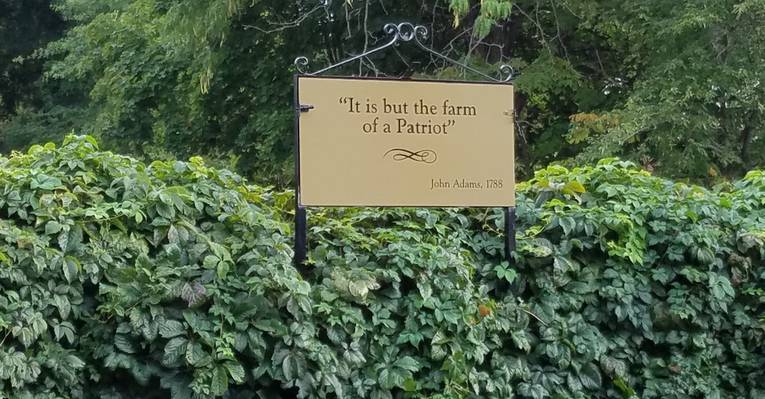 “It is but the farm
of a Patriot”
John Adams, 1788